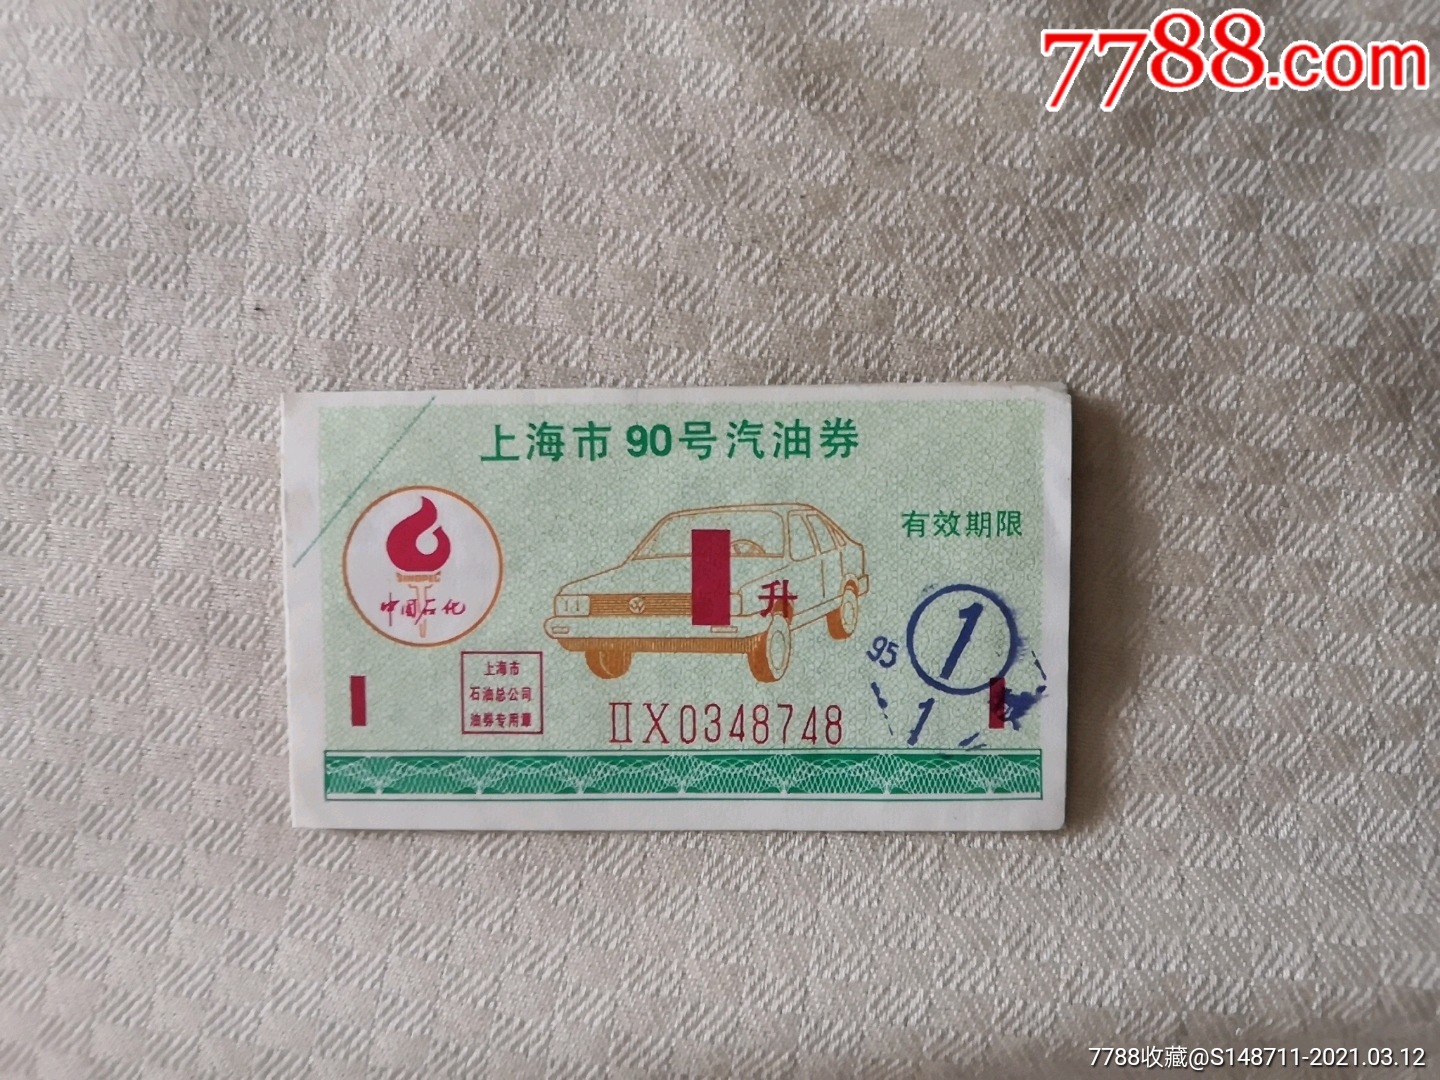 7788.com
上海市90号汽油券
有效期限
SINOPEC
中国石化
升
95
1
上海市
石油总公司
油券专用章
ⅡX0348748
1
7788收藏@S148711-2021.03.12